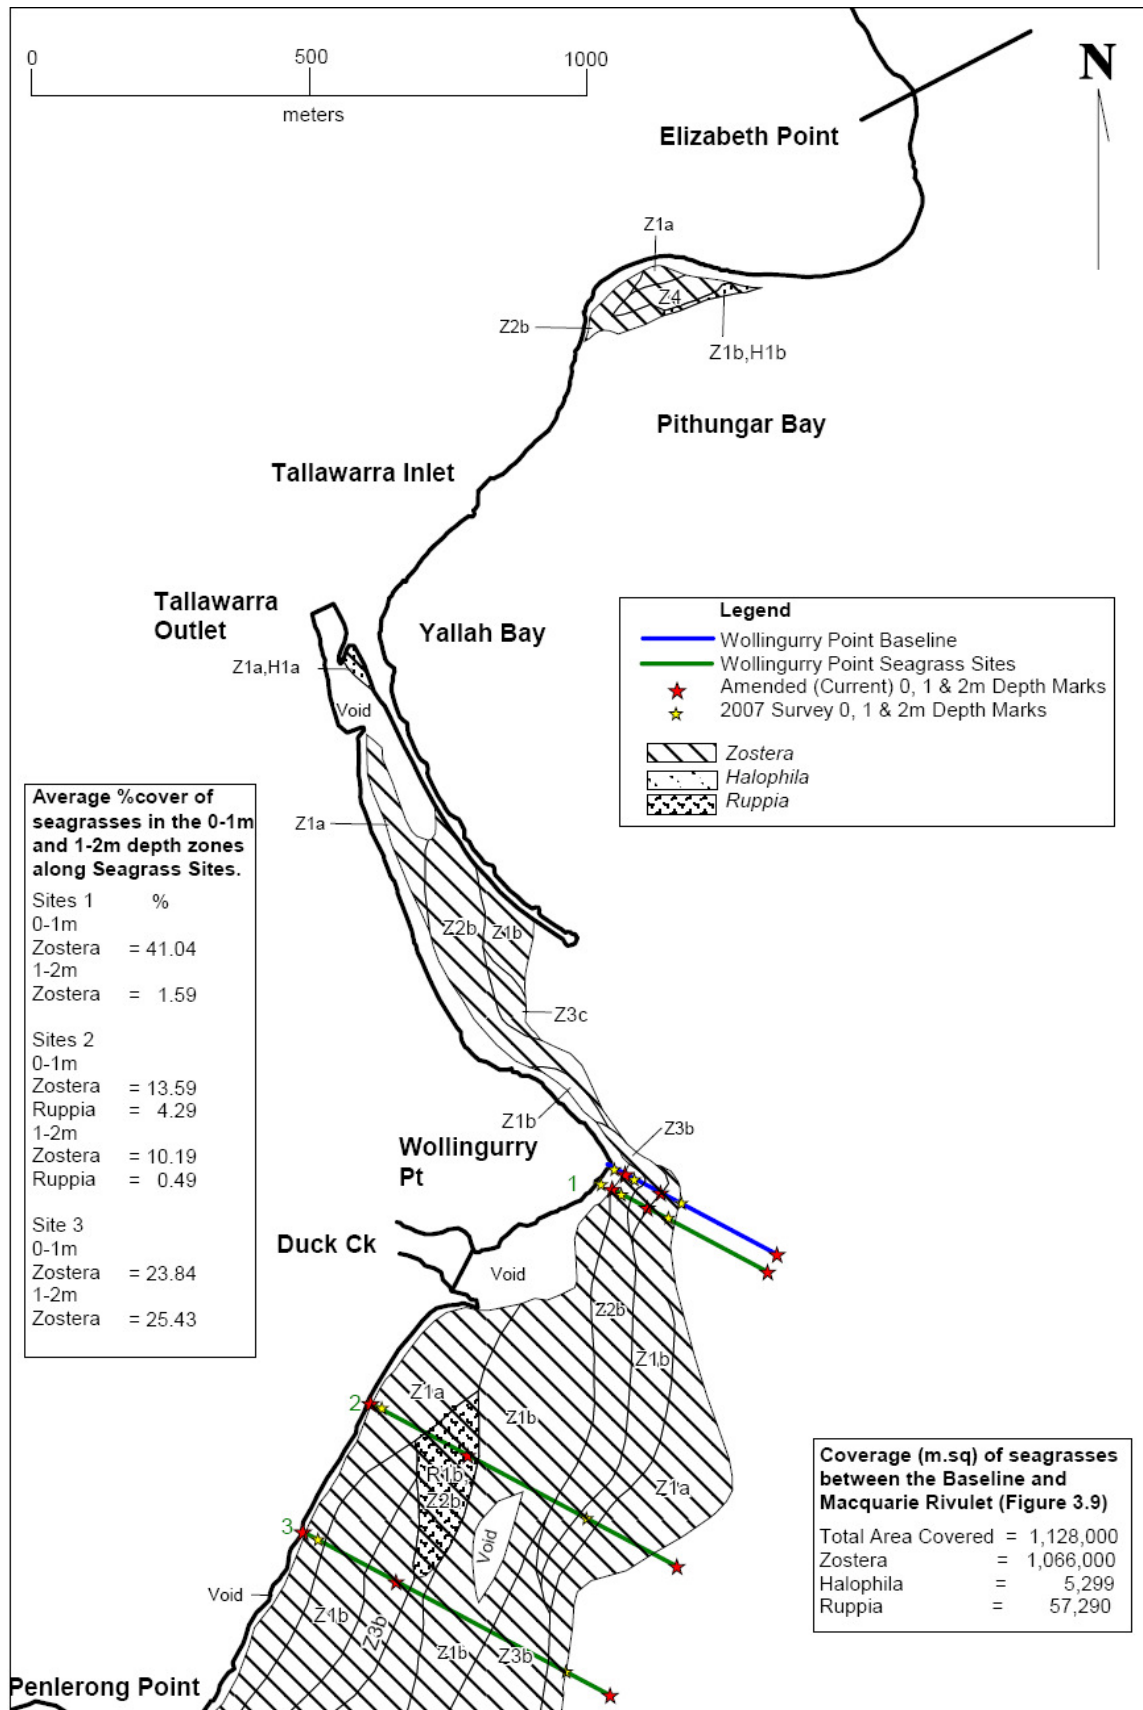 0 500 1000
meters
N
Elizabeth Point
Z1a
Z4
Z2b
Z1b,H1b
Pithungar Bay
Tallawarra Inlet
Tallawarra
Outlet
Yallah Bay
Z1a,H1a
Void
Legend
Wollingurry Point Baseline
Wollingurry Point Seagrass Sites
Amended (Current) 0, 1 & 2m Depth Marks
2007 Survey 0, 1 & 2m Depth Marks
Zostera
Halophila
Ruppia
Average %cover of
seagrasses in the 0-1m
and 1-2m depth zones
along Seagrass Sites.
Sites 1 %
0-1m
Zostera = 41.04
1-2m
Zostera = 1.59
Sites 2
0-1m
Zostera = 13.59
Ruppia = 4.29
1-2m
Zostera = 10.19
Ruppia = 0.49
Site 3
0-1m
Zostera = 23.84
1-2m
Zostera = 25.43
Z1a
Z2b
Z1b
Z3c
Z1b
Z3b
Wollingurry
Pt
1
Duck Ck
Void
Z2b
Z1b
Z1a
2
Z1b
R1b,
Z2b
Z1a
Void
3
Void
Z1b
Z3b
Z1b
Z3b
Penlerong Point
Coverage (m.sq) of seagrasses
between the Baseline and
Macquarie Rivulet (Figure 3.9)
Total Area Covered = 1,128,000
Zostera = 1,066,000
Halophila = 5,299
Ruppia = 57,290